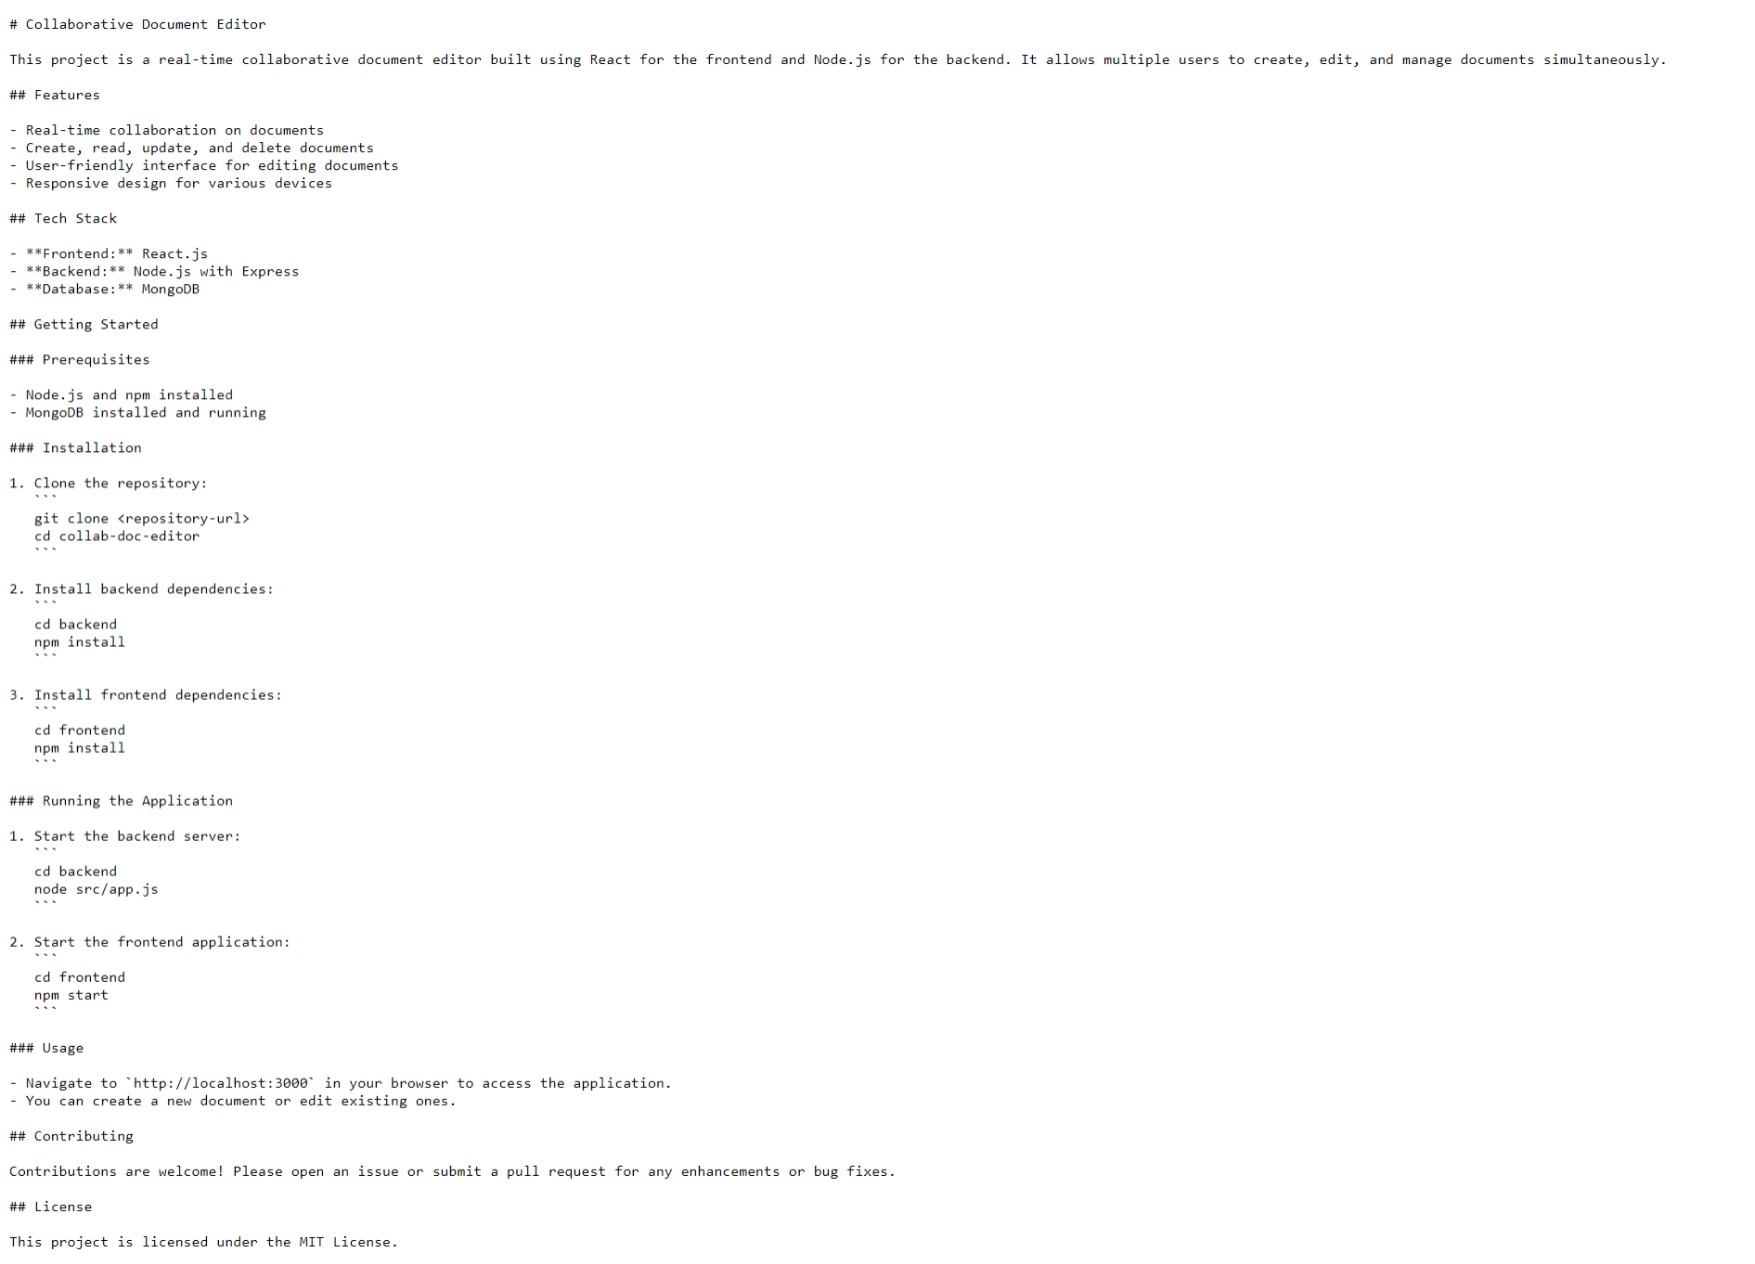 # Collaborative Document Editor
This project is a real-time collaborative document editor built using React for the frontend and Node.js for the backend. It allows multiple users to create, edit, and manage documents simultaneously.
## Features
- Real-time collaboration on documents
- Create, read, update, and delete documents
- User-friendly interface for editing documents
- Responsive design for various devices
## Tech Stack
- **Frontend:** React.js
- **Backend:** Node.js with Express
- **Database:** MongoDB
## Getting Started
### Prerequisites
- Node.js and npm installed
- MongoDB installed and running
### Installation
1. Clone the repository:
```
git clone <repository-url>
cd collab-doc-editor
```
2. Install backend dependencies:
```
cd backend
npm install
```
3. Install frontend dependencies:
```
cd frontend
npm install
```
### Running the Application
1. Start the backend server:
```
cd backend
node src/app.js
```
2. Start the frontend application:
```
cd frontend
npm start
```
### Usage
- Navigate to `http://localhost:3000` in your browser to access the application.
- You can create a new document or edit existing ones.
## Contributing
Contributions are welcome! Please open an issue or submit a pull request for any enhancements or bug fixes.
## License
This project is licensed under the MIT License.